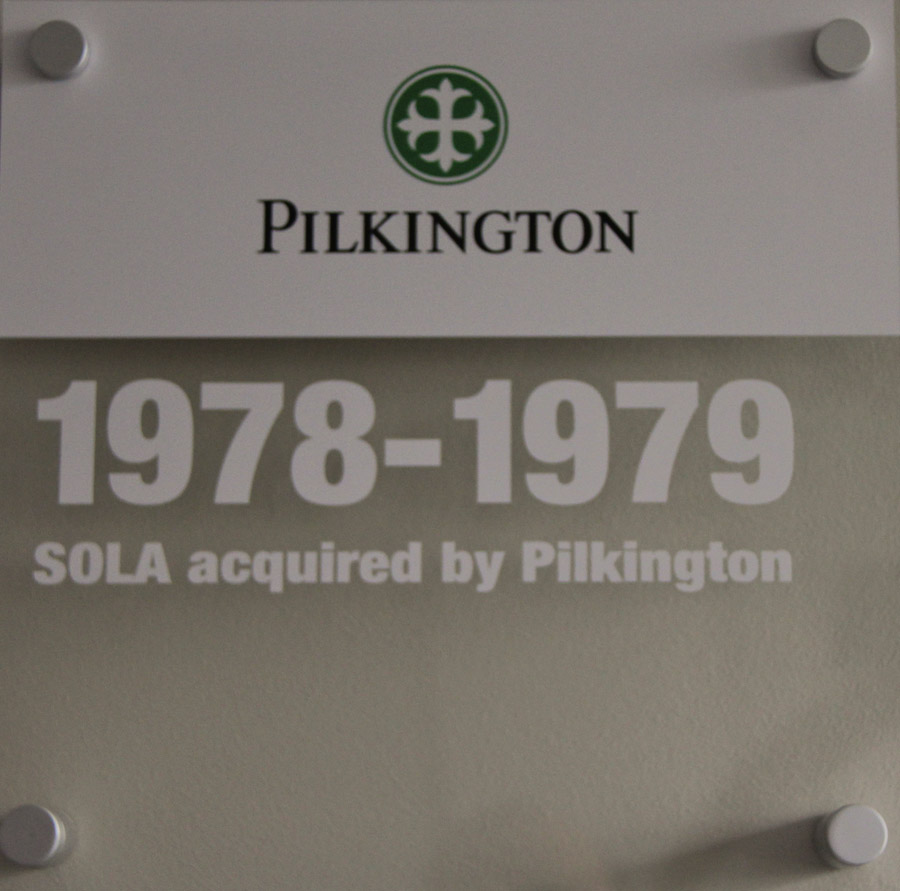 PILKINGTON
1978-1979
SOLA acquired by Pilkington